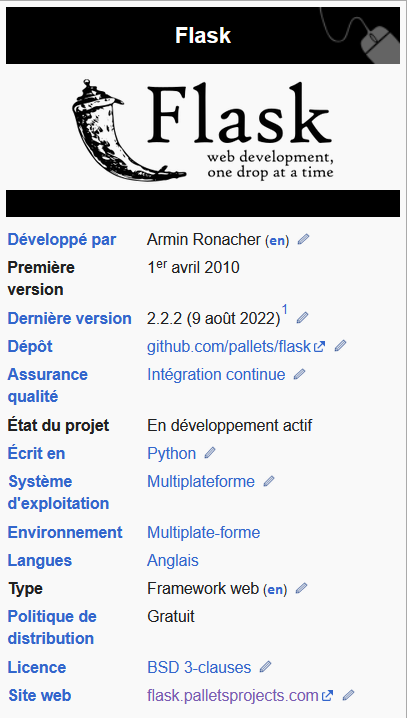 Flask
Flask
web development,
one drop at a time
Développé par Armin Ronacher (en)
Première version 1er avril 2010
Dernière version 2.2.2 (9 août 2022)1
Dépôt github.com/pallets/flask
Assurance qualité Intégration continue
État du projet En développement actif
Écrit en Python
Système d'exploitation Multiplateforme
Environnement Multiplate-forme
Langues Anglais
Type Framework web (en)
Politique de distribution Gratuit
Licence BSD 3-clauses
Site web flask.palletsprojects.com